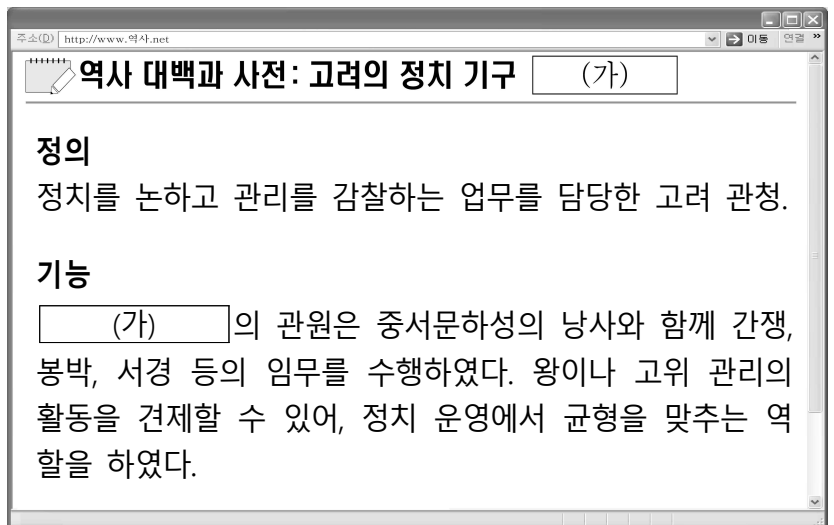 주소(D) http://www.역사.net 이동 연결 »
역사 대백과 사전: 고려의 정치 기구 (가)
정의
정치를 논하고 관리를 감찰하는 업무를 담당한 고려 관청.
기능
(가)의 관원은 중서문하성의 낭사와 함께 간쟁,
봉박, 서경 등의 임무를 수행하였다. 왕이나 고위 관리의
활동을 견제할 수 있어, 정치 운영에서 균형을 맞추는 역
할을 하였다.